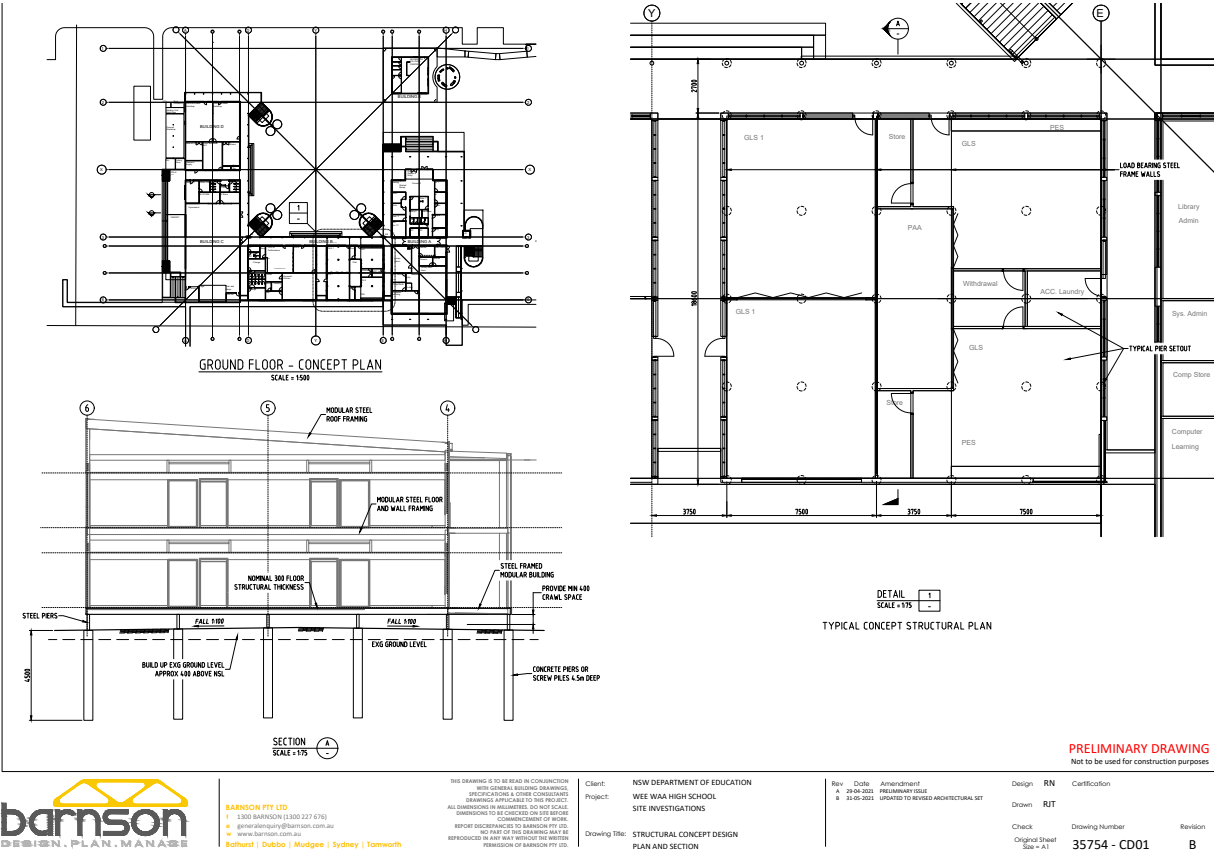 BUILDING D
BUILDING C
BUILDING B
BUILDING A
1
-
GROUND FLOOR - CONCEPT PLAN
SCALE = 1:500
6
5
4
MODULAR STEEL
ROOF FRAMING
MODULAR STEEL FLOOR
AND WALL FRAMING
NOMINAL 300 FLOOR
STRUCTURAL THICKNESS
STEEL FRAMED
MODULAR BUILDING
PROVIDE MIN 400
CRAWL SPACE
STEEL PIERS
FALL 1:100
FALL 1:100
EXG GROUND LEVEL
BUILD UP EXG GROUND LEVEL
APPROX 400 ABOVE NSL
4500
CONCRETE PIERS OR
SCREW PILES 4.5m DEEP
SECTION
A
SCALE = 1:75
-
Y
A
-
E
2700
GLS 1
Store
PES
GLS
LOAD BEARING STEEL
FRAME WALLS
Library
Admin
PAA
Withdrawal
ACC. Laundry
GLS 1
Sys. Admin
TYPICAL PIER SETOUT
GLS
Comp Store
Store
Computer
Learning
PES
3750
7500
3750
7500
DETAIL
1
SCALE = 1:75
-
TYPICAL CONCEPT STRUCTURAL PLAN
PRELIMINARY DRAWING
Not to be used for construction purposes
barnson
DESIGN.PLAN.MANAGE
BARNSON PTY LTD
t 1300 BARNSON (1300 227 676)
e generalenquiry@barnson.com.au
w www.barnson.com.au
Bathurst | Dubbo | Mudgee | Sydney | Tamworth
THIS DRAWING IS TO BE READ IN CONJUNCTION
WITH GENERAL BUILDING DRAWINGS,
SPECIFICATIONS & OTHER CONSULTANTS
DRAWINGS APPLICABLE TO THIS PROJECT.
ALL DIMENSIONS IN MILLIMETRES. DO NOT SCALE.
DIMENSIONS TO BE CHECKED ON SITE BEFORE
COMMENCEMENT OF WORK.
REPORT DISCREPANCIES TO BARNSON PTY LTD.
NO PART OF THIS DRAWING MAY BE
REPRODUCED IN ANY WAY WITHOUT THE WRITTEN
PERMISSION OF BARNSON PTY LTD.
Client: NSW DEPARTMENT OF EDUCATION
Project: WEE WAA HIGH SCHOOL
SITE INVESTIGATIONS
Drawing Title: STRUCTURAL CONCEPT DESIGN
PLAN AND SECTION
Rev Date Amendment
A 29-04-2021 PRELIMINARY ISSUE
B 31-05-2021 UPDATED TO REVISED ARCHITECTURAL SET
Design RN Certification
Drawn RJT
Check Drawing Number Revision
Original Sheet
Size = A1
35754 - CD01 B